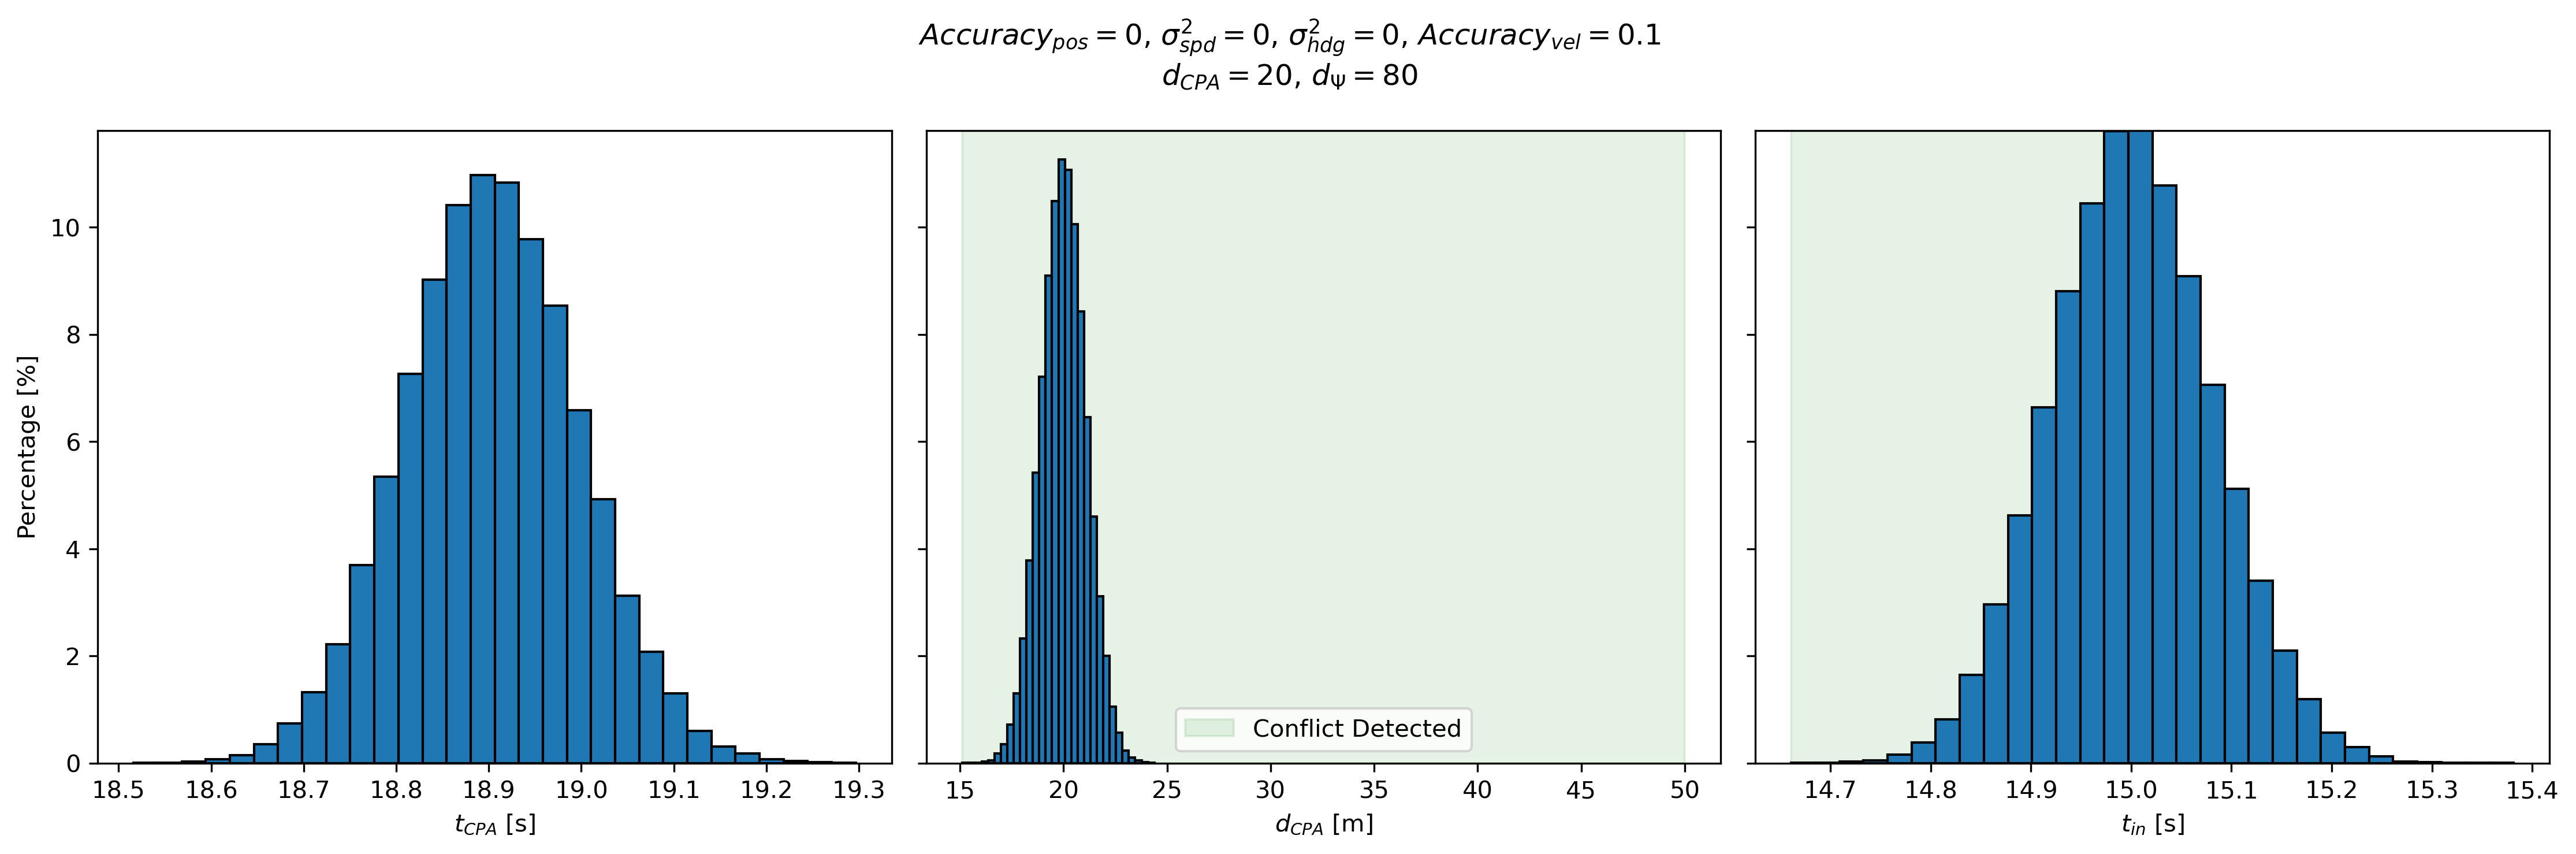 Accuracy_pos = 0, σ²_spd = 0, σ²_hdg = 0, Accuracy_vel = 0.1
d_CPA = 20, d_Ψ = 80
Percentage [%]
10
8
6
4
2
0
18.5 18.6 18.7 18.8 18.9 19.0 19.1 19.2 19.3
t_CPA [s]
Conflict Detected
15 20 25 30 35 40 45 50
d_CPA [m]
14.7 14.8 14.9 15.0 15.1 15.2 15.3 15.4
t_in [s]